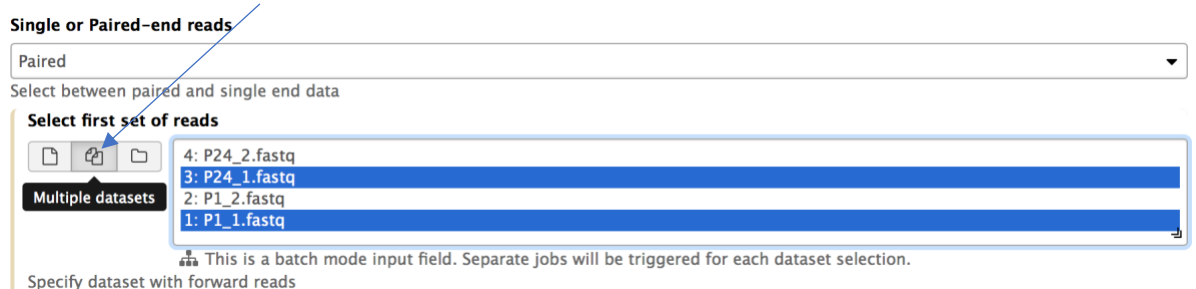 Single or Paired-end reads
Paired
Select between paired and single end data
Select first set of reads
4: P24_2.fastq
3: P24_1.fastq
Multiple datasets
2: P1_2.fastq
1: P1_1.fastq
This is a batch mode input field. Separate jobs will be triggered for each dataset selection.
Specify dataset with forward reads